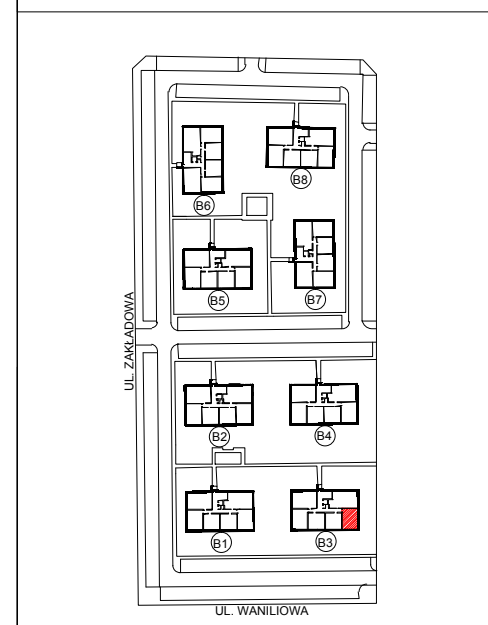 B8
B6
B5
B7
UL. ZAKŁADOWA
B2
B4
B1
B3
UL. WANILIOWA